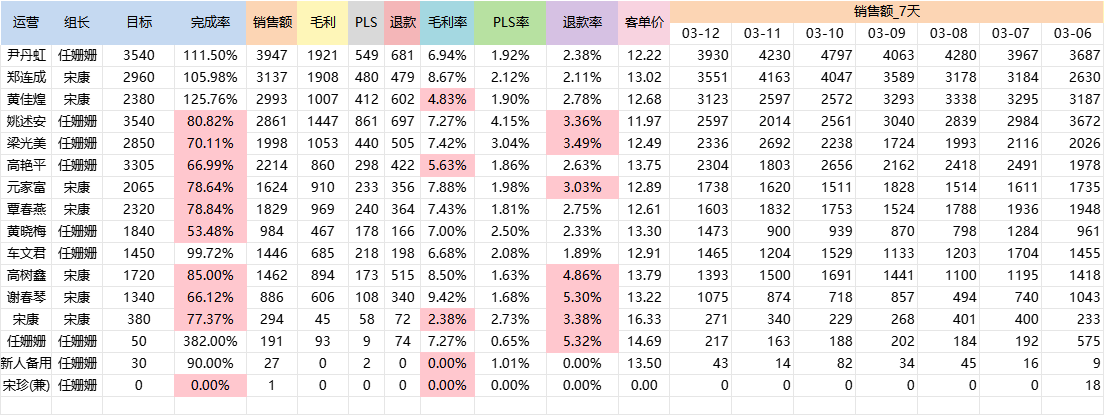 运营 组长 目标 完成率 销售额 毛利 PLS 退款 毛利率 PLS率 退款率 客单价 销售额_7天
03-12 03-11 03-10 03-09 03-08 03-07 03-06
尹丹虹 任姗姗 3540 111.50% 3947 1921 549 681 6.94% 1.92% 2.38% 12.22 3930 4230 4797 4063 4280 3967 3687
郑连成 宋康 2960 105.98% 3137 1908 480 479 8.67% 2.12% 2.11% 13.02 3551 4163 4047 3589 3178 3184 2630
黄佳煌 宋康 2380 125.76% 2993 1007 412 602 4.83% 1.90% 2.78% 12.68 3123 2597 2572 3293 3338 3295 3187
姚述安 任姗姗 3540 80.82% 2861 1447 861 697 7.27% 4.15% 3.36% 11.97 2597 2014 2561 3040 2839 2984 3672
梁光美 任姗姗 2850 70.11% 1998 1053 440 505 7.42% 3.04% 3.49% 12.49 2336 2692 2238 1724 1993 2116 2026
高艳平 任姗姗 3305 66.99% 2214 860 298 422 5.63% 1.86% 2.63% 13.75 2304 1803 2656 2162 2418 2491 1978
元家富 宋康 2065 78.64% 1624 910 233 356 7.88% 1.98% 3.03% 12.89 1738 1620 1511 1828 1514 1611 1735
覃春燕 宋康 2320 78.84% 1829 969 240 364 7.43% 1.81% 2.75% 12.61 1603 1832 1753 1524 1788 1936 1948
黄晓梅 任姗姗 1840 53.48% 984 467 178 166 7.00% 2.50% 2.33% 13.30 1473 900 939 870 798 1284 961
车文君 任姗姗 1450 99.72% 1446 685 218 198 6.68% 2.08% 1.89% 12.91 1465 1204 1529 1133 1203 1704 1455
高树鑫 宋康 1720 85.00% 1462 894 173 515 8.50% 1.63% 4.86% 13.79 1393 1500 1691 1441 1100 1195 1418
谢春琴 宋康 1340 66.12% 886 606 108 340 9.42% 1.68% 5.30% 13.22 1075 874 718 857 494 740 1043
宋康 宋康 380 77.37% 294 45 58 72 2.38% 2.73% 3.38% 16.33 271 340 229 268 401 400 233
任姗姗 任姗姗 50 382.00% 191 93 9 74 7.27% 0.65% 5.32% 14.69 217 163 188 202 184 192 575
新人备用 任姗姗 30 90.00% 27 0 2 0 0.00% 1.01% 0.00% 13.50 43 14 82 34 45 16 9
宋珍(兼) 任姗姗 0 0.00% 1 0 0 0 0.00% 0.00% 0.00% 0.00 0 0 0 0 0 0 18